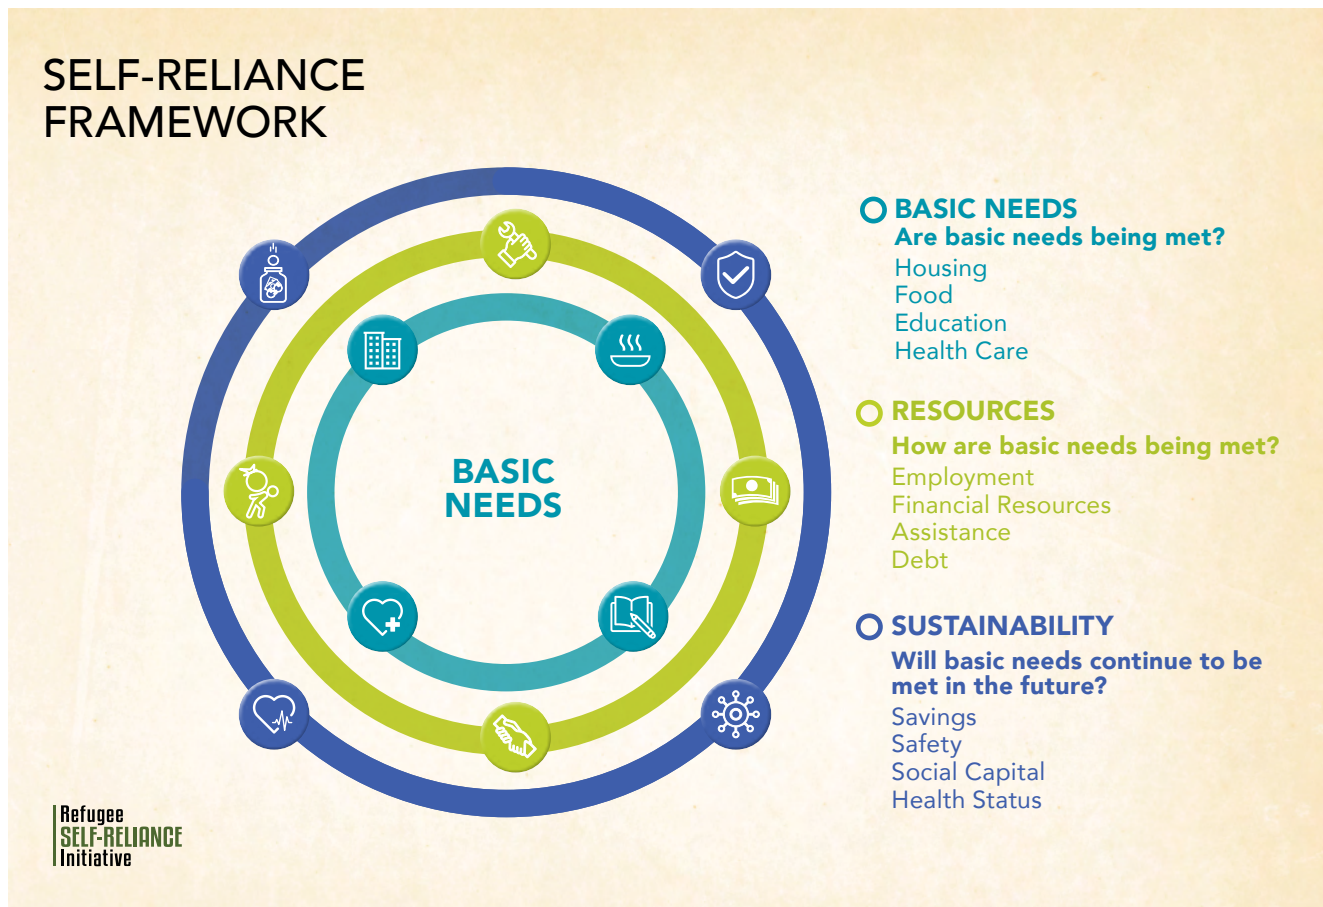 SELF-RELIANCE
FRAMEWORK
BASIC
NEEDS
BASIC NEEDS
Are basic needs being met?
Housing
Food
Education
Health Care
RESOURCES
How are basic needs being met?
Employment
Financial Resources
Assistance
Debt
SUSTAINABILITY
Will basic needs continue to be
met in the future?
Savings
Safety
Social Capital
Health Status
Refugee
SELF-RELIANCE
Initiative